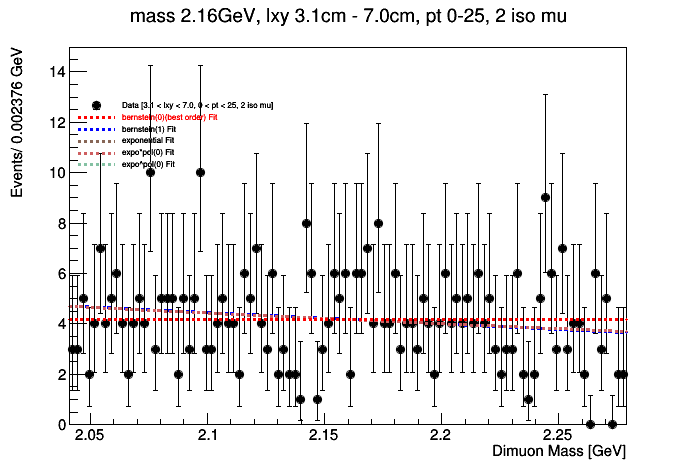 mass 2.16GeV, lxy 3.1cm - 7.0cm, pt 0-25, 2 iso mu
Events/ 0.002376 GeV
14
12
10
8
6
4
2
0
Data [3.1 < lxy < 7.0, 0 < pt < 25, 2 iso mu]
bernstein(0)(best order) Fit
bernstein(1) Fit
exponential Fit
expo*pol(0) Fit
expo^pol(0) Fit
2.05 2.1 2.15 2.2 2.25
Dimuon Mass [GeV]